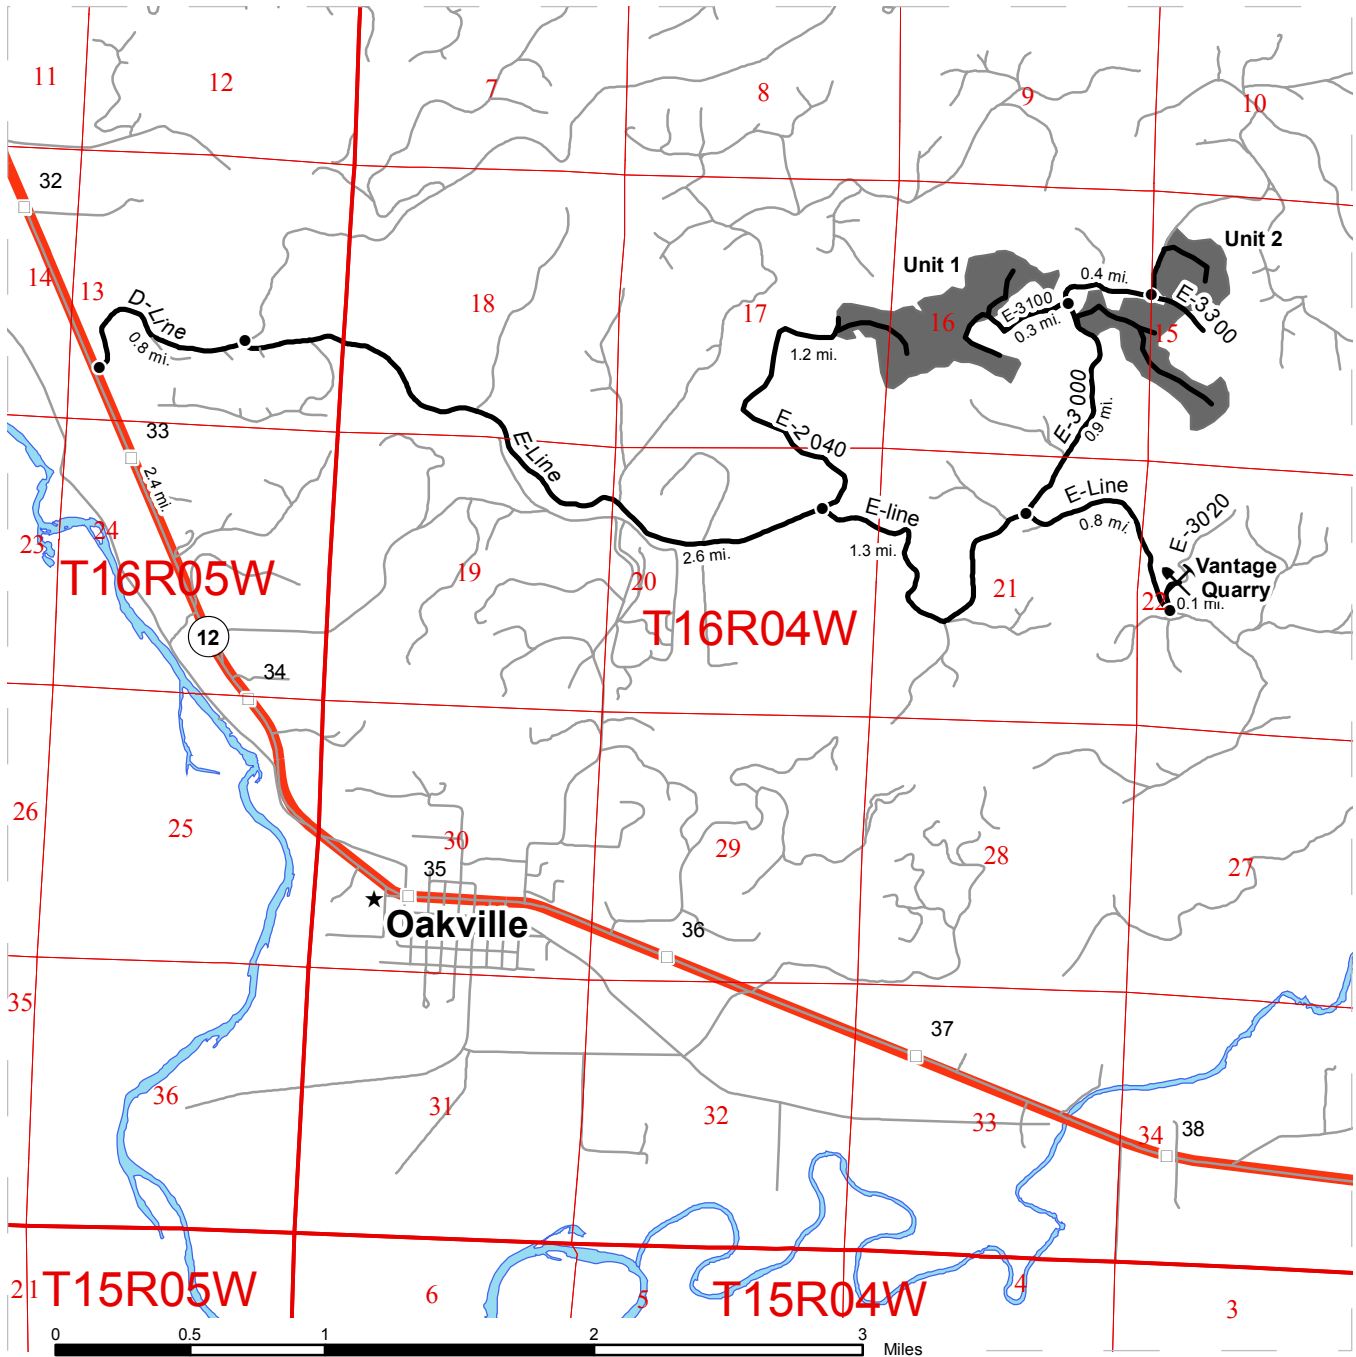 11
12
7
8
9
10
32
14
13
D-Line
0.8 mi.
18
17
Unit 1
16
E-3100
0.3 mi.
0.4 mi.
Unit 2
E-3300
15
1.2 mi.
E-2040
E-3000
0.9 mi.
33
2.4 mi.
E-Line
2.6 mi.
E-line
1.3 mi.
E-Line
0.8 mi.
E-3020
Vantage
Quarry
0.1 mi.
22
23
24
T16R05W
19
20
T16R04W
21
12
34
26
25
30
29
28
27
35
Oakville
36
35
37
36
31
32
33
34
38
21
T15R05W
6
5
T15R04W
4
3
0 0.5 1 2 3
Miles